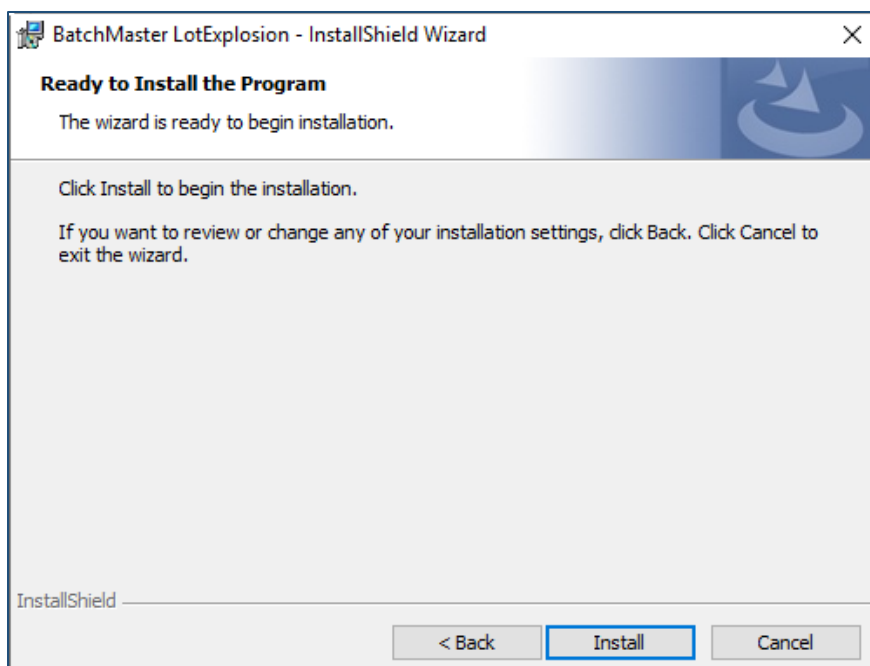 BatchMaster LotExplosion - InstallShield Wizard
Ready to Install the Program
The wizard is ready to begin installation.
Click Install to begin the installation.
If you want to review or change any of your installation settings, click Back. Click Cancel to
exit the wizard.
InstallShield
< Back
Install
Cancel